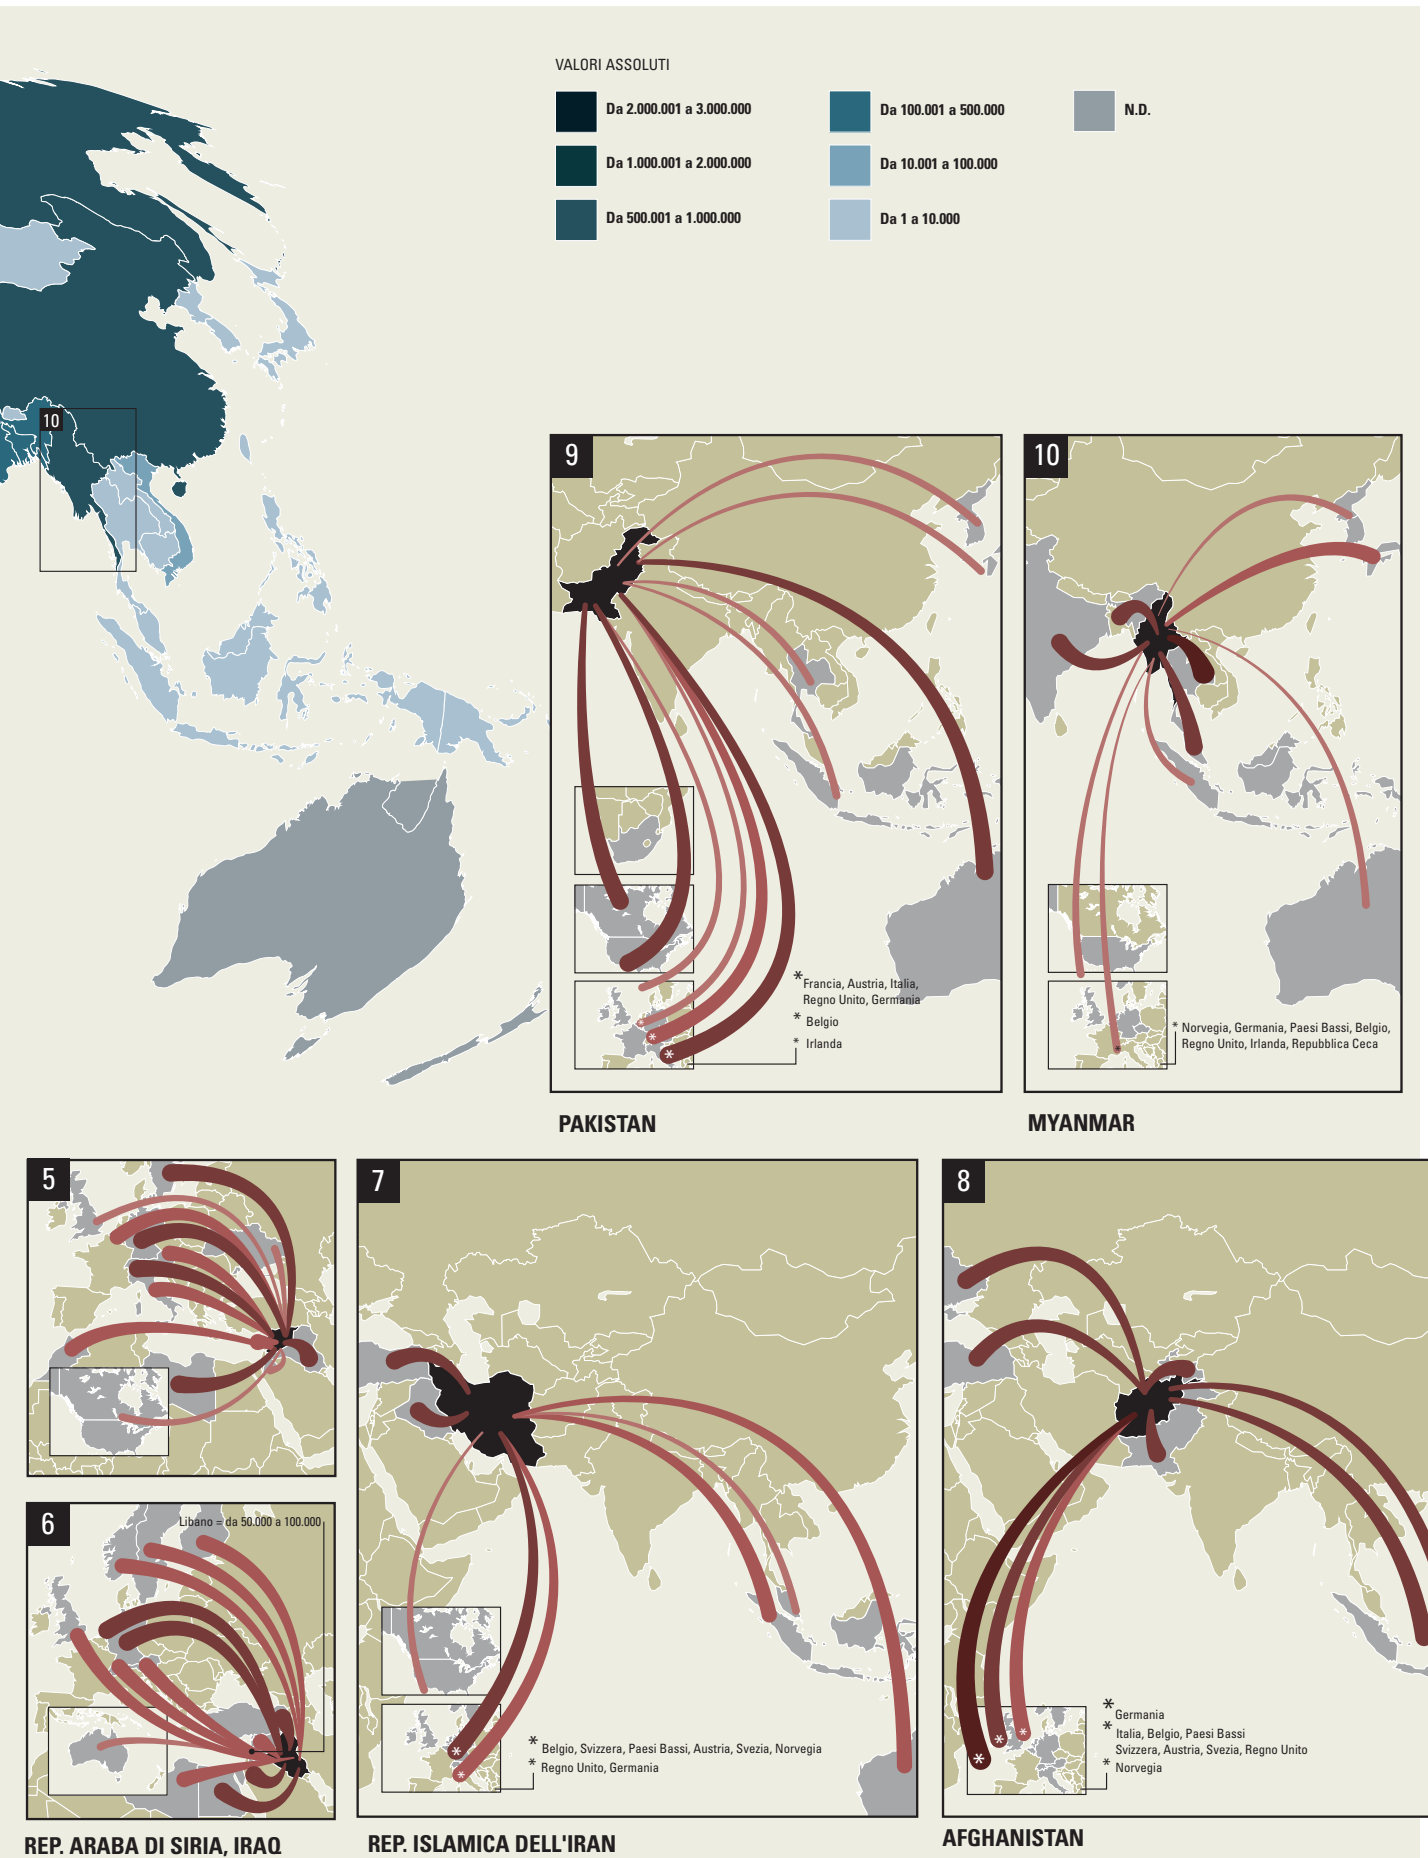 VALORI ASSOLUTI
Da 2.000.001 a 3.000.000
Da 1.000.001 a 2.000.000
Da 500.001 a 1.000.000
Da 100.001 a 500.000
Da 10.001 a 100.000
Da 1 a 10.000
N.D.
10
9
*Francia, Austria, Italia,
Regno Unito, Germania
* Belgio
* Irlanda
PAKISTAN
10
* Norvegia, Germania, Paesi Bassi, Belgio,
Regno Unito, Irlanda, Repubblica Ceca
MYANMAR
5
6
Libano = da 50.000 a 100.000
REP. ARABA DI SIRIA, IRAQ
7
* Belgio, Svizzera, Paesi Bassi, Austria, Svezia, Norvegia
* Regno Unito, Germania
REP. ISLAMICA DELL'IRAN
8
* Germania
* Italia, Belgio, Paesi Bassi
Svizzera, Austria, Svezia, Regno Unito
* Norvegia
AFGHANISTAN